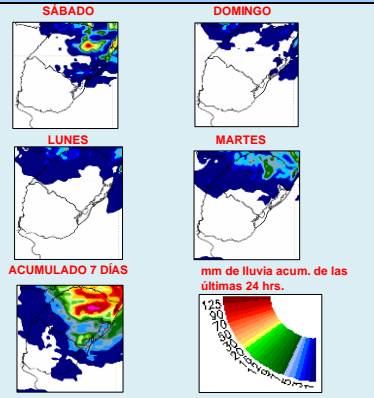 SÁBADO
DOMINGO
LUNES
MARTES
ACUMULADO 7 DÍAS
mm de lluvia acum. de las
últimas 24 hrs.
125
90
70